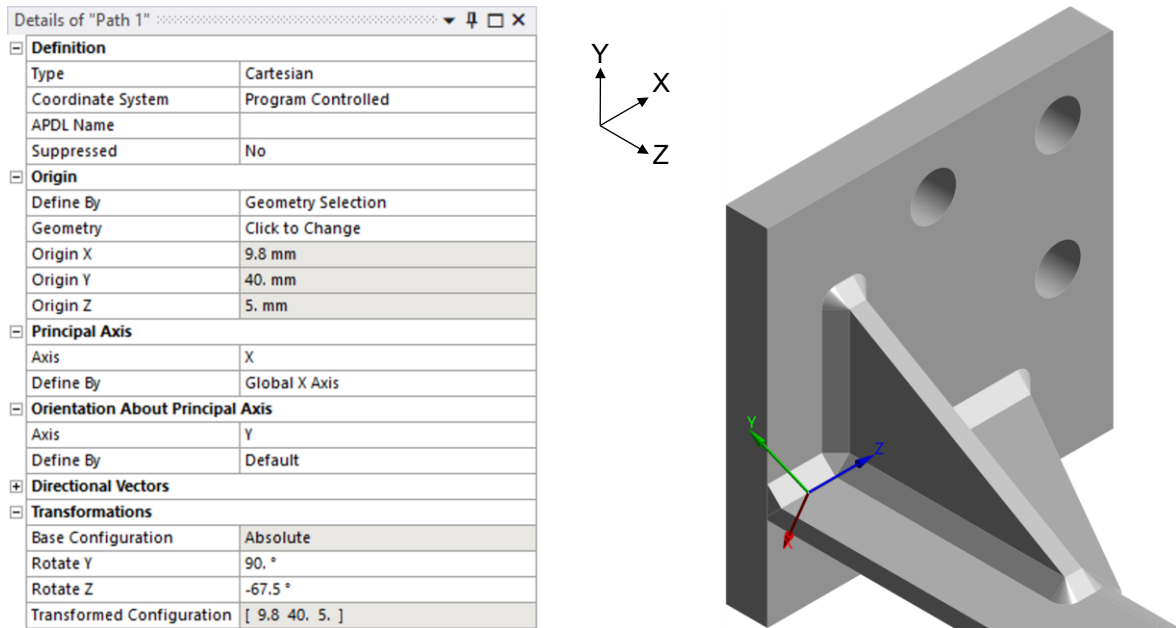 Details of "Path 1"
Definition
Type Cartesian
Coordinate System Program Controlled
APDL Name
Suppressed No
Origin
Define By Geometry Selection
Geometry Click to Change
Origin X 9.8 mm
Origin Y 40. mm
Origin Z 5. mm
Principal Axis
Axis X
Define By Global X Axis
Orientation About Principal Axis
Axis Y
Define By Default
Directional Vectors
Transformations
Base Configuration Absolute
Rotate Y 90. °
Rotate Z -67.5 °
Transformed Configuration [ 9.8 40. 5. ]
Y
X
Z
Y
Z
X